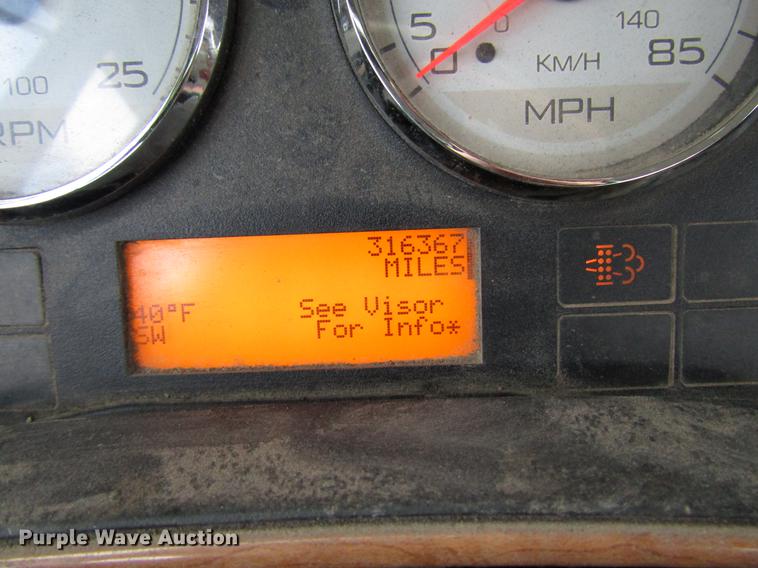 5
0
0
140
85
KM/H
MPH
25
100
RPM
316367
MILES
40°F
SW
See Visor
For Info*
Purple Wave Auction